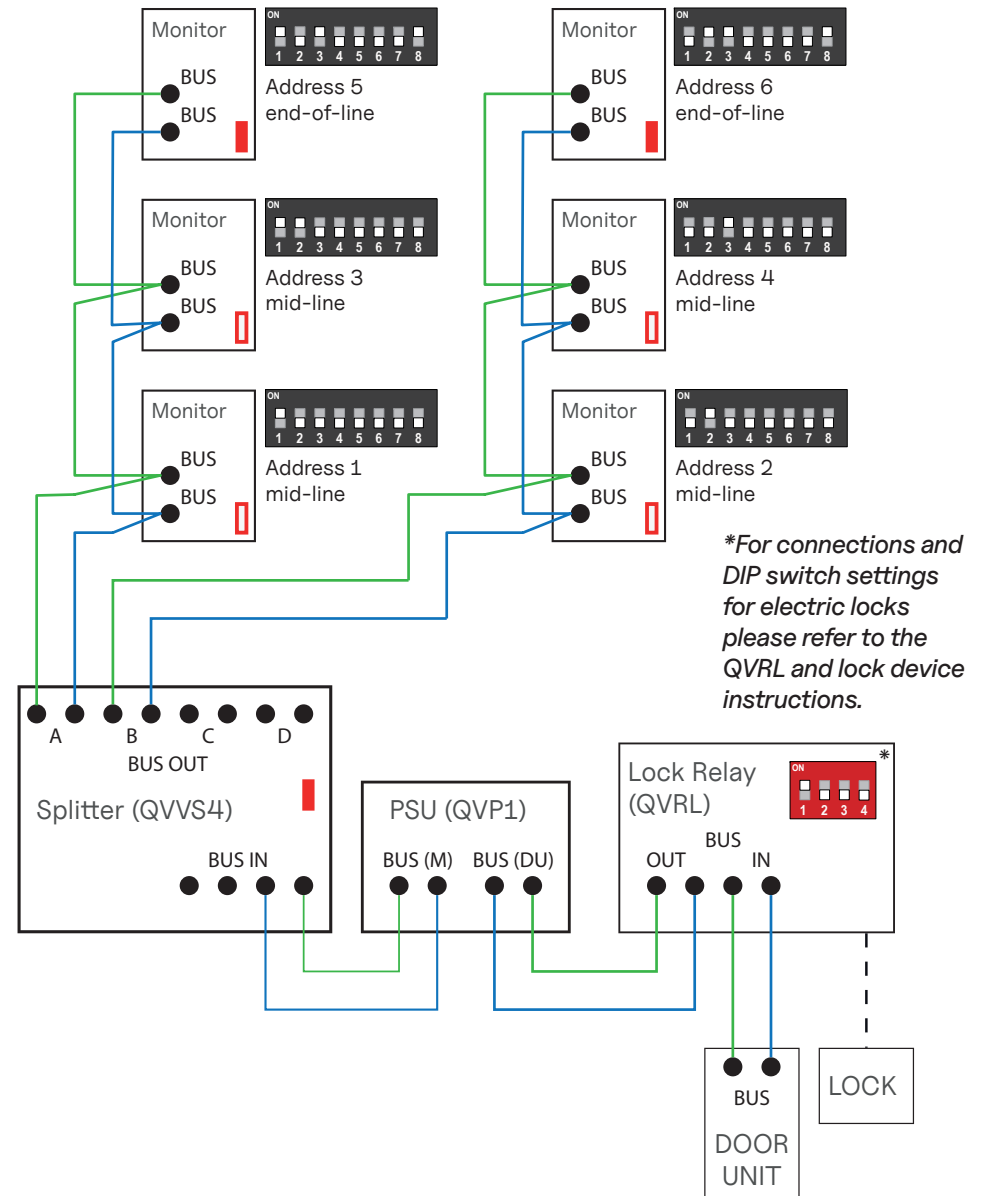 Monitor
BUS
BUS
ON
1 2 3 4 5 6 7 8
Address 5
end-of-line
Monitor
BUS
BUS
ON
1 2 3 4 5 6 7 8
Address 6
end-of-line
Monitor
BUS
BUS
ON
1 2 3 4 5 6 7 8
Address 3
mid-line
Monitor
BUS
BUS
ON
1 2 3 4 5 6 7 8
Address 4
mid-line
Monitor
BUS
BUS
ON
1 2 3 4 5 6 7 8
Address 1
mid-line
Monitor
BUS
BUS
ON
1 2 3 4 5 6 7 8
Address 2
mid-line
*For connections and
DIP switch settings
for electric locks
please refer to the
QVRL and lock device
instructions.
A B C D
BUS OUT
Splitter (QVVS4)
BUS IN
PSU (QVP1)
BUS (M) BUS (DU)
Lock Relay
(QVRL)
*
ON
1 2 3 4
BUS
OUT IN
BUS
DOOR
UNIT
LOCK